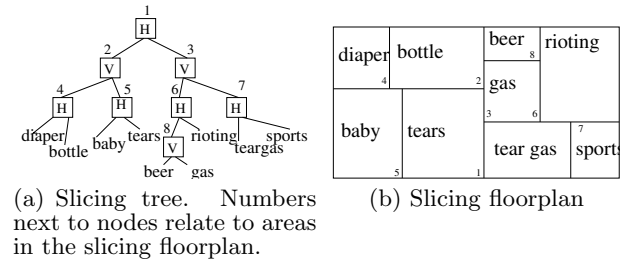 1
H
2
3
V
V
4
5
6
7
H
H
H
H
8
diaper
bottle
baby
tears
V
rioting
teargas
sports
beer
gas
(a) Slicing tree. Numbers
next to nodes relate to areas
in the slicing floorplan.
diaper
4
bottle
2
beer
8
rioting
gas
3
6
baby
5
tears
1
tear gas
7
sports
(b) Slicing floorplan